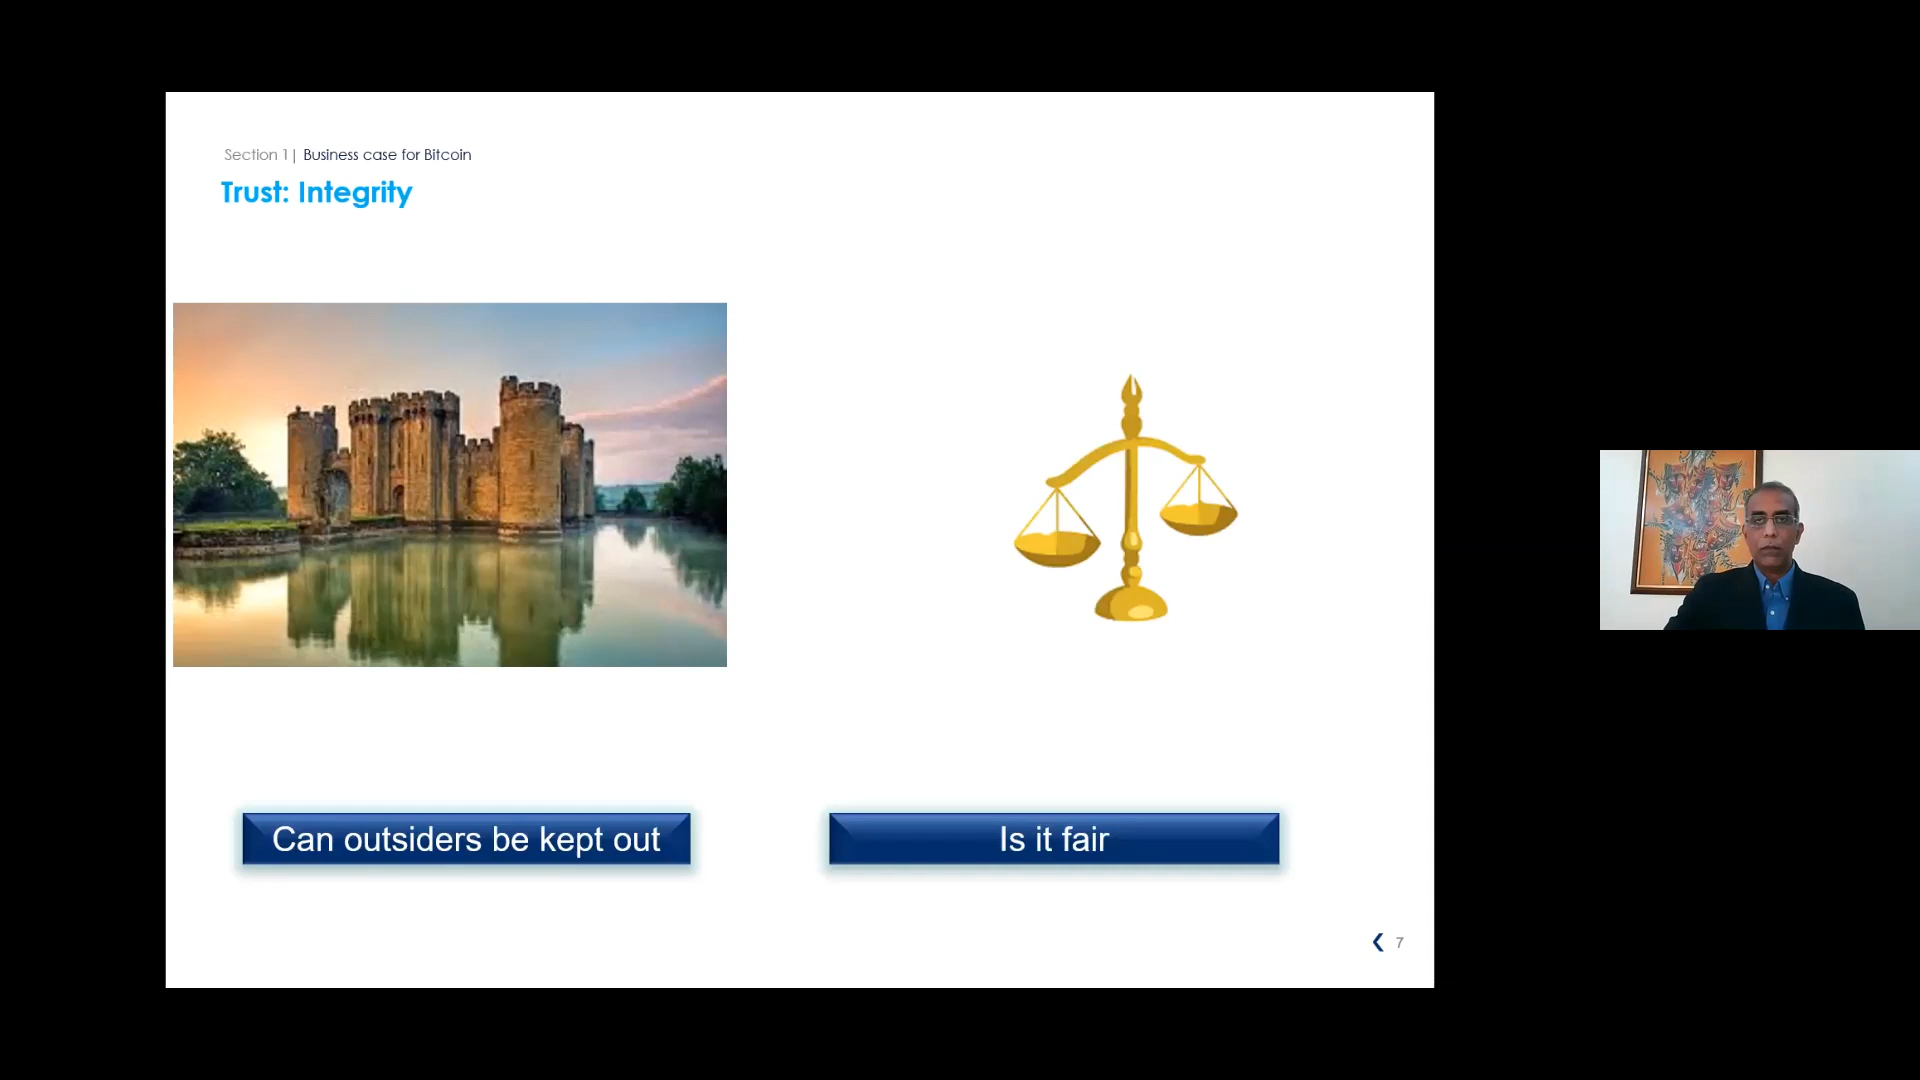 Section 1| Business case for Bitcoin
Trust: Integrity
Can outsiders be kept out
Is it fair
7